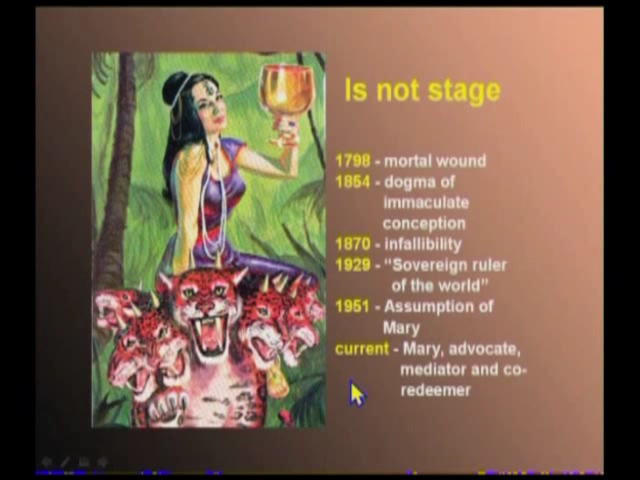 Is not stage
1798 - mortal wound
1854 - dogma of
immaculate
conception
1870 - infallibility
1929 - “Sovereign ruler
of the world”
1951 - Assumption of
Mary
current - Mary, advocate,
mediator and co-
redeemer